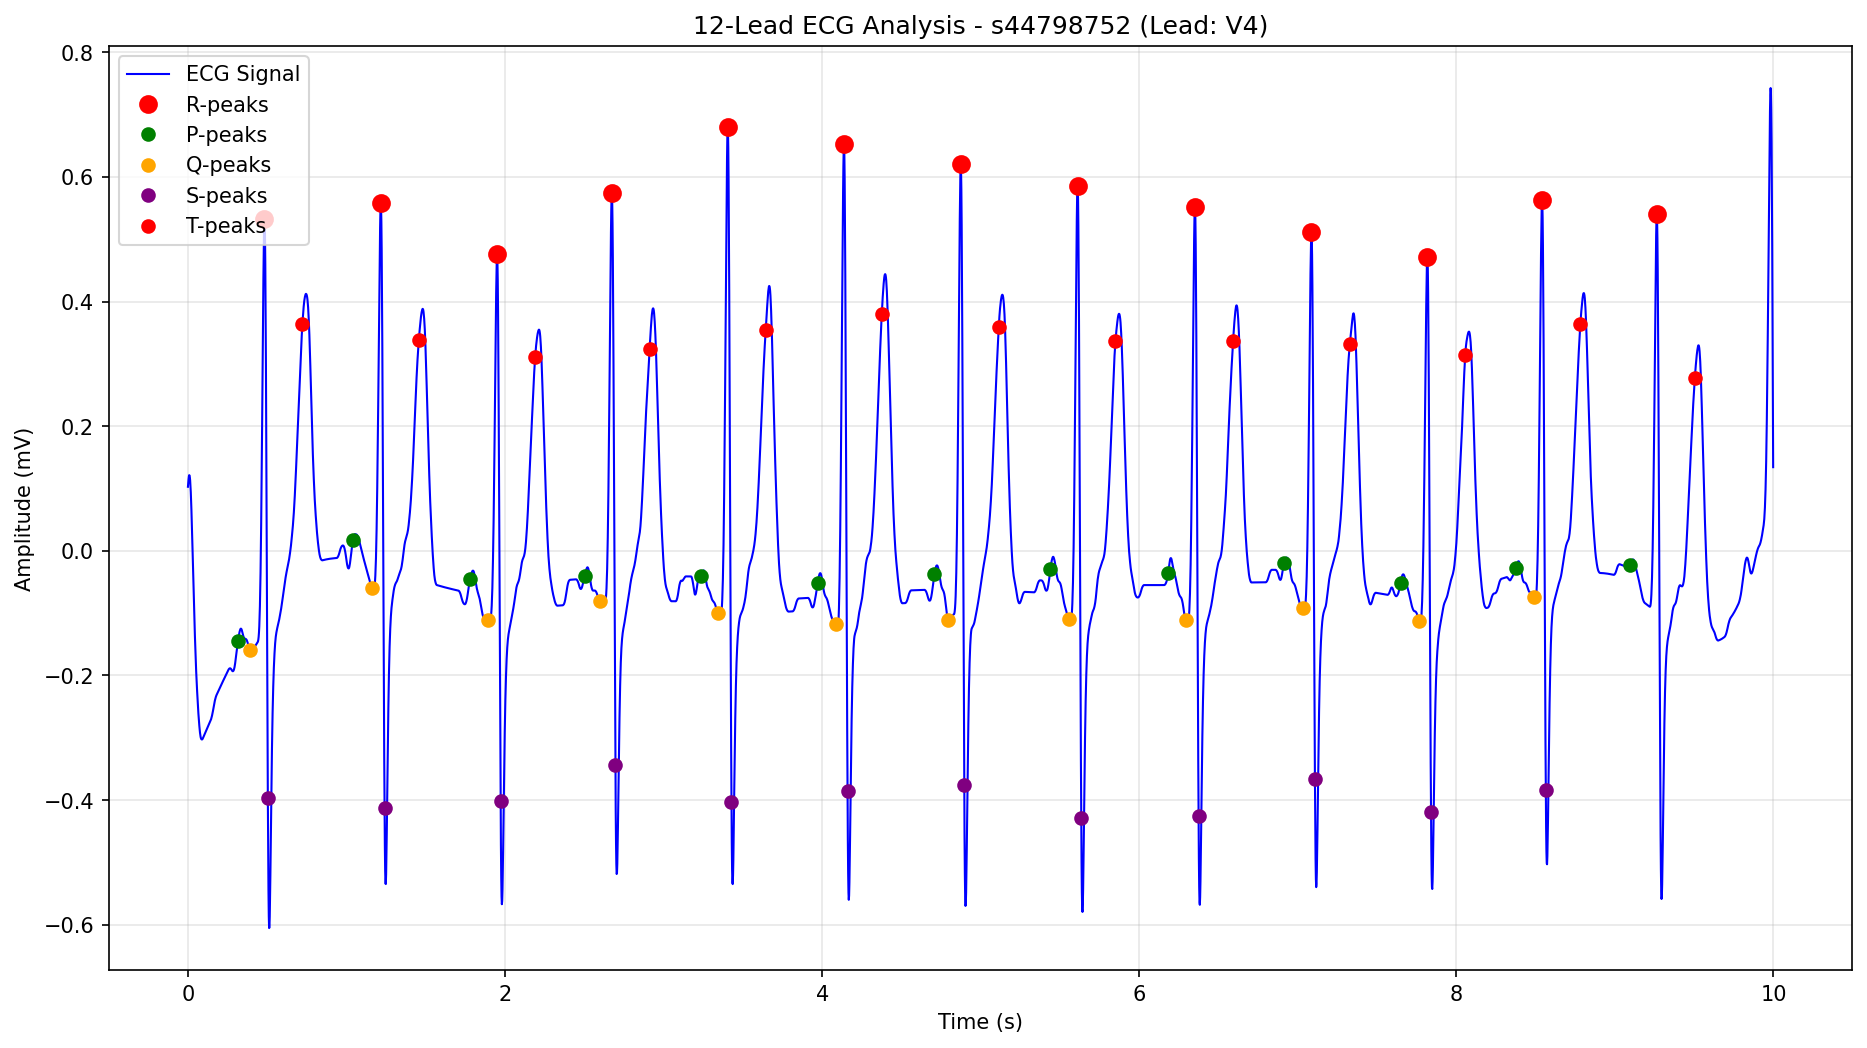 12-Lead ECG Analysis - s44798752 (Lead: V4)
ECG Signal
R-peaks
P-peaks
Q-peaks
S-peaks
T-peaks
Amplitude (mV)
0.8
0.6
0.4
0.2
0.0
−0.2
−0.4
−0.6
0
2
4
6
8
10
Time (s)